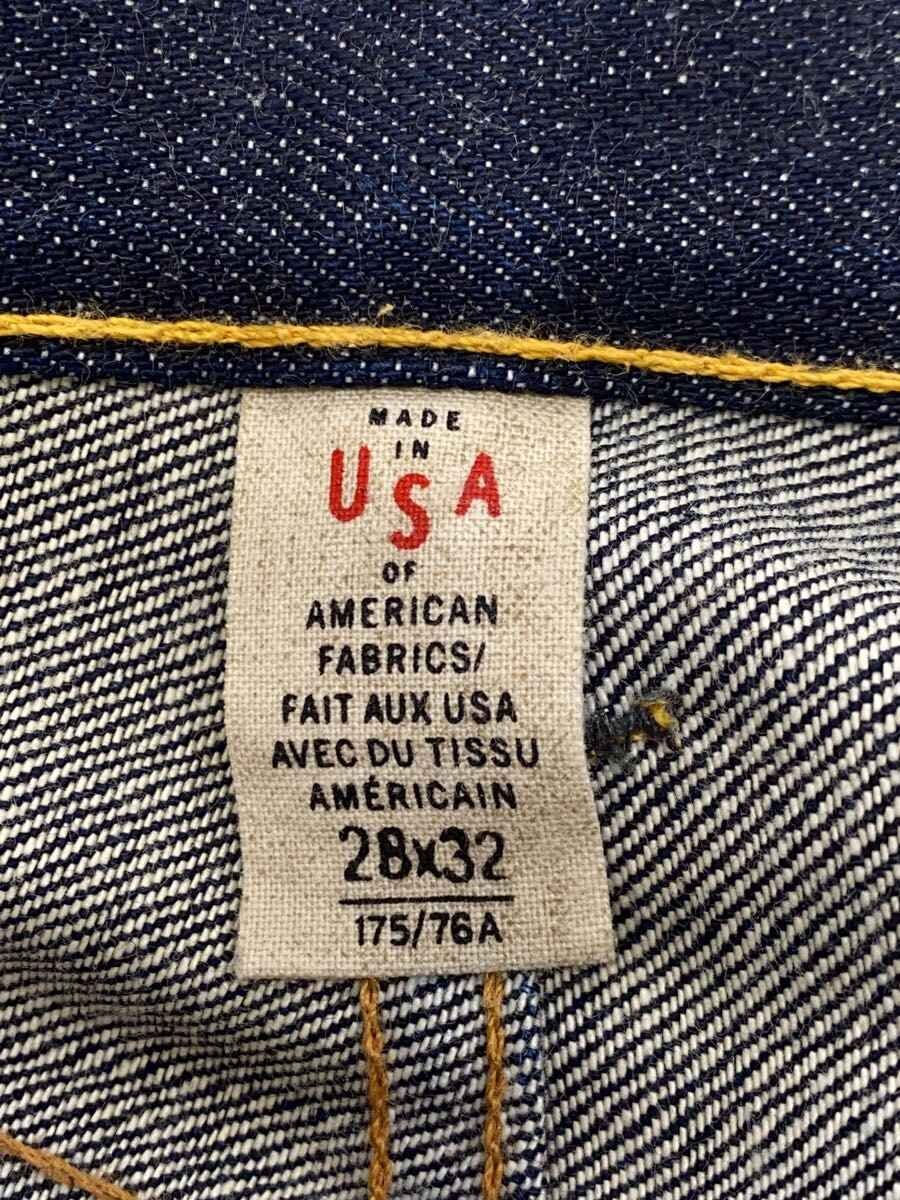 MADE
IN
USA
OF
AMERICAN
FABRICS/
FAIT AUX USA
AVEC DU TISSU
AMÉRICAIN
28x32
175/76A